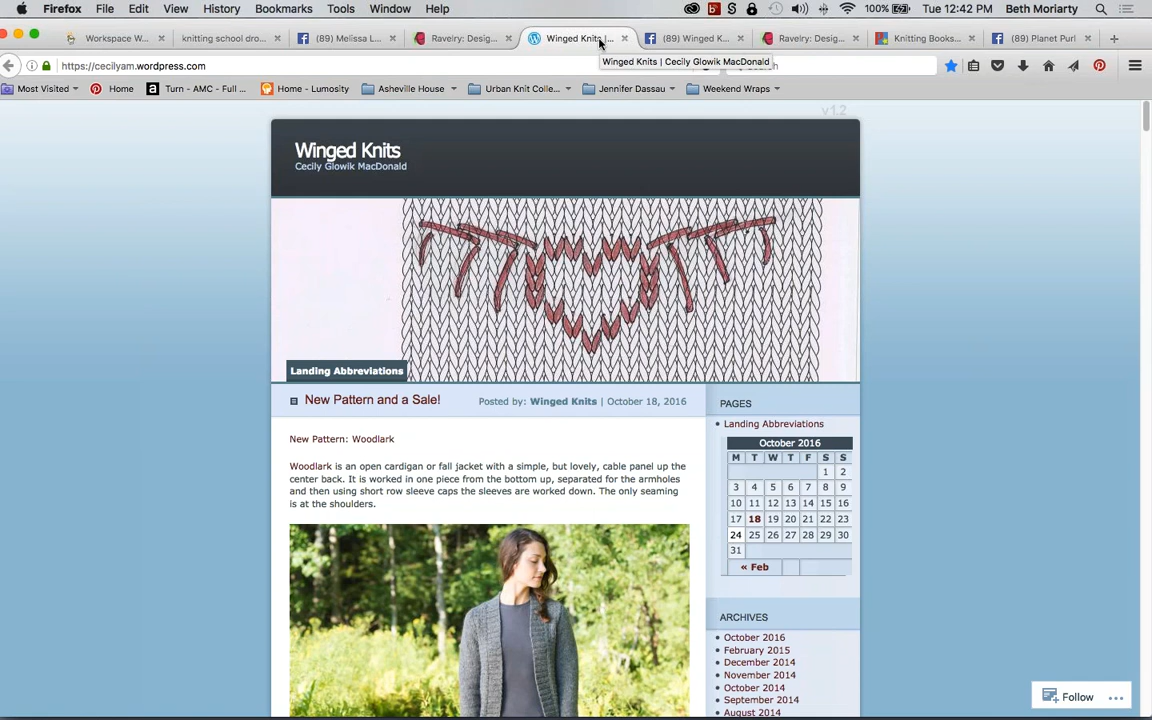 Firefox File Edit View History Bookmarks Tools Window Help 100% Tue 12:42 PM Beth Moriarty
Workspace W... knitting school dro... (89) Melissa L... Ravelry: Desig... Winged Knits |... (89) Winged K... Ravelry: Desig... Knitting Books... (89) Planet Purl
https://cecilyam.wordpress.com
Winged Knits | Cecily Glowik MacDonald
Most Visited Home Turn - AMC - Full ... Home - Lumosity Asheville House Urban Knit Colle... Jennifer Dassau Weekend Wraps
v1.2
Winged Knits
Cecily Glowik MacDonald
Landing Abbreviations
New Pattern and a Sale! Posted by: Winged Knits | October 18, 2016
New Pattern: Woodlark
Woodlark is an open cardigan or fall jacket with a simple, but lovely, cable panel up the
center back. It is worked in one piece from the bottom up, separated for the armholes
and then using short row sleeve caps the sleeves are worked down. The only seaming
is at the shoulders.
PAGES
Landing Abbreviations
October 2016
M T W T F S S
1 2
3 4 5 6 7 8 9
10 11 12 13 14 15 16
17 18 19 20 21 22 23
24 25 26 27 28 29 30
31
« Feb
ARCHIVES
October 2016
February 2015
December 2014
November 2014
October 2014
September 2014
August 2014
Follow